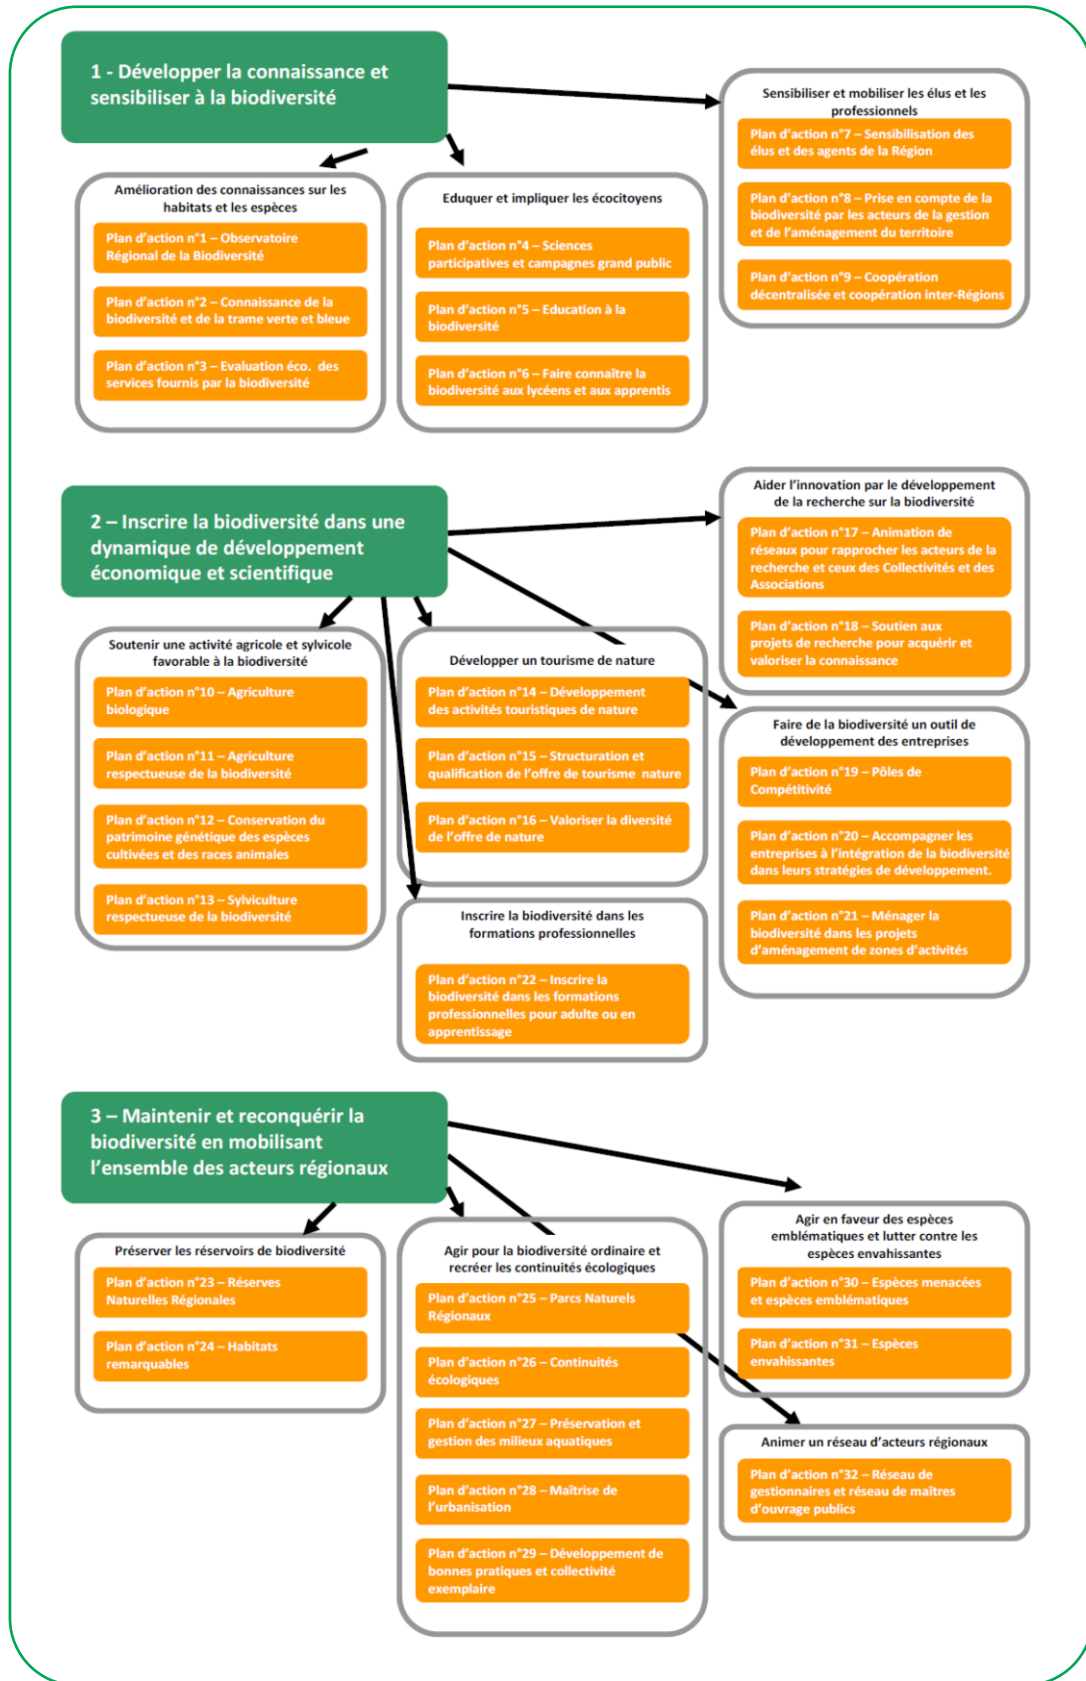 1 - Développer la connaissance et
sensibiliser à la biodiversité
Amélioration des connaissances sur les
habitats et les espèces
Plan d'action n°1 – Observatoire
Régional de la Biodiversité
Plan d'action n°2 – Connaissance de la
biodiversité et de la trame verte et bleue
Plan d'action n°3 – Evaluation éco. des
services fournis par la biodiversité
Eduquer et impliquer les écocitoyens
Plan d'action n°4 – Sciences
participatives et campagnes grand public
Plan d'action n°5 – Education à la
biodiversité
Plan d'action n°6 – Faire connaître la
biodiversité aux lycéens et aux apprentis
Sensibiliser et mobiliser les élus et les
professionnels
Plan d'action n°7 – Sensibilisation des
élus et des agents de la Région
Plan d'action n°8 – Prise en compte de la
biodiversité par les acteurs de la gestion
et de l'aménagement du territoire
Plan d'action n°9 – Coopération
décentralisée et coopération inter-Régions
2 – Inscrire la biodiversité dans une
dynamique de développement
économique et scientifique
Soutenir une activité agricole et sylvicole
favorable à la biodiversité
Plan d'action n°10 – Agriculture
biologique
Plan d'action n°11 – Agriculture
respectueuse de la biodiversité
Plan d'action n°12 – Conservation du
patrimoine génétique des espèces
cultivées et des races animales
Plan d'action n°13 – Sylviculture
respectueuse de la biodiversité
Développer un tourisme de nature
Plan d'action n°14 – Développement
des activités touristiques de nature
Plan d'action n°15 – Structuration et
qualification de l'offre de tourisme nature
Plan d'action n°16 – Valoriser la diversité
de l'offre de nature
Inscrire la biodiversité dans les
formations professionnelles
Plan d'action n°22 – Inscrire la
biodiversité dans les formations
professionnelles pour adulte ou en
apprentissage
Aider l'innovation par le développement
de la recherche sur la biodiversité
Plan d'action n°17 – Animation de
réseaux pour rapprocher les acteurs de la
recherche et ceux des Collectivités et des
Associations
Plan d'action n°18 – Soutien aux
projets de recherche pour acquérir et
valoriser la connaissance
Faire de la biodiversité un outil de
développement des entreprises
Plan d'action n°19 – Pôles de
Compétitivité
Plan d'action n°20 – Accompagner les
entreprises à l'intégration de la biodiversité
dans leurs stratégies de développement.
Plan d'action n°21 – Ménager la
biodiversité dans les projets
d'aménagement de zones d'activités
3 – Maintenir et reconquérir la
biodiversité en mobilisant
l'ensemble des acteurs régionaux
Préserver les réservoirs de biodiversité
Plan d'action n°23 – Réserves
Naturelles Régionales
Plan d'action n°24 – Habitats
remarquables
Agir pour la biodiversité ordinaire et
recréer les continuités écologiques
Plan d'action n°25 – Parcs Naturels
Régionaux
Plan d'action n°26 – Continuités
écologiques
Plan d'action n°27 – Préservation et
gestion des milieux aquatiques
Plan d'action n°28 – Maîtrise de
l'urbanisation
Plan d'action n°29 – Développement de
bonnes pratiques et collectivité
exemplaire
Agir en faveur des espèces
emblématiques et lutter contre les
espèces envahissantes
Plan d'action n°30 – Espèces menacées
et espèces emblématiques
Plan d'action n°31 – Espèces
envahissantes
Animer un réseau d'acteurs régionaux
Plan d'action n°32 – Réseau de
gestionnaires et réseau de maîtres
d'ouvrage publics